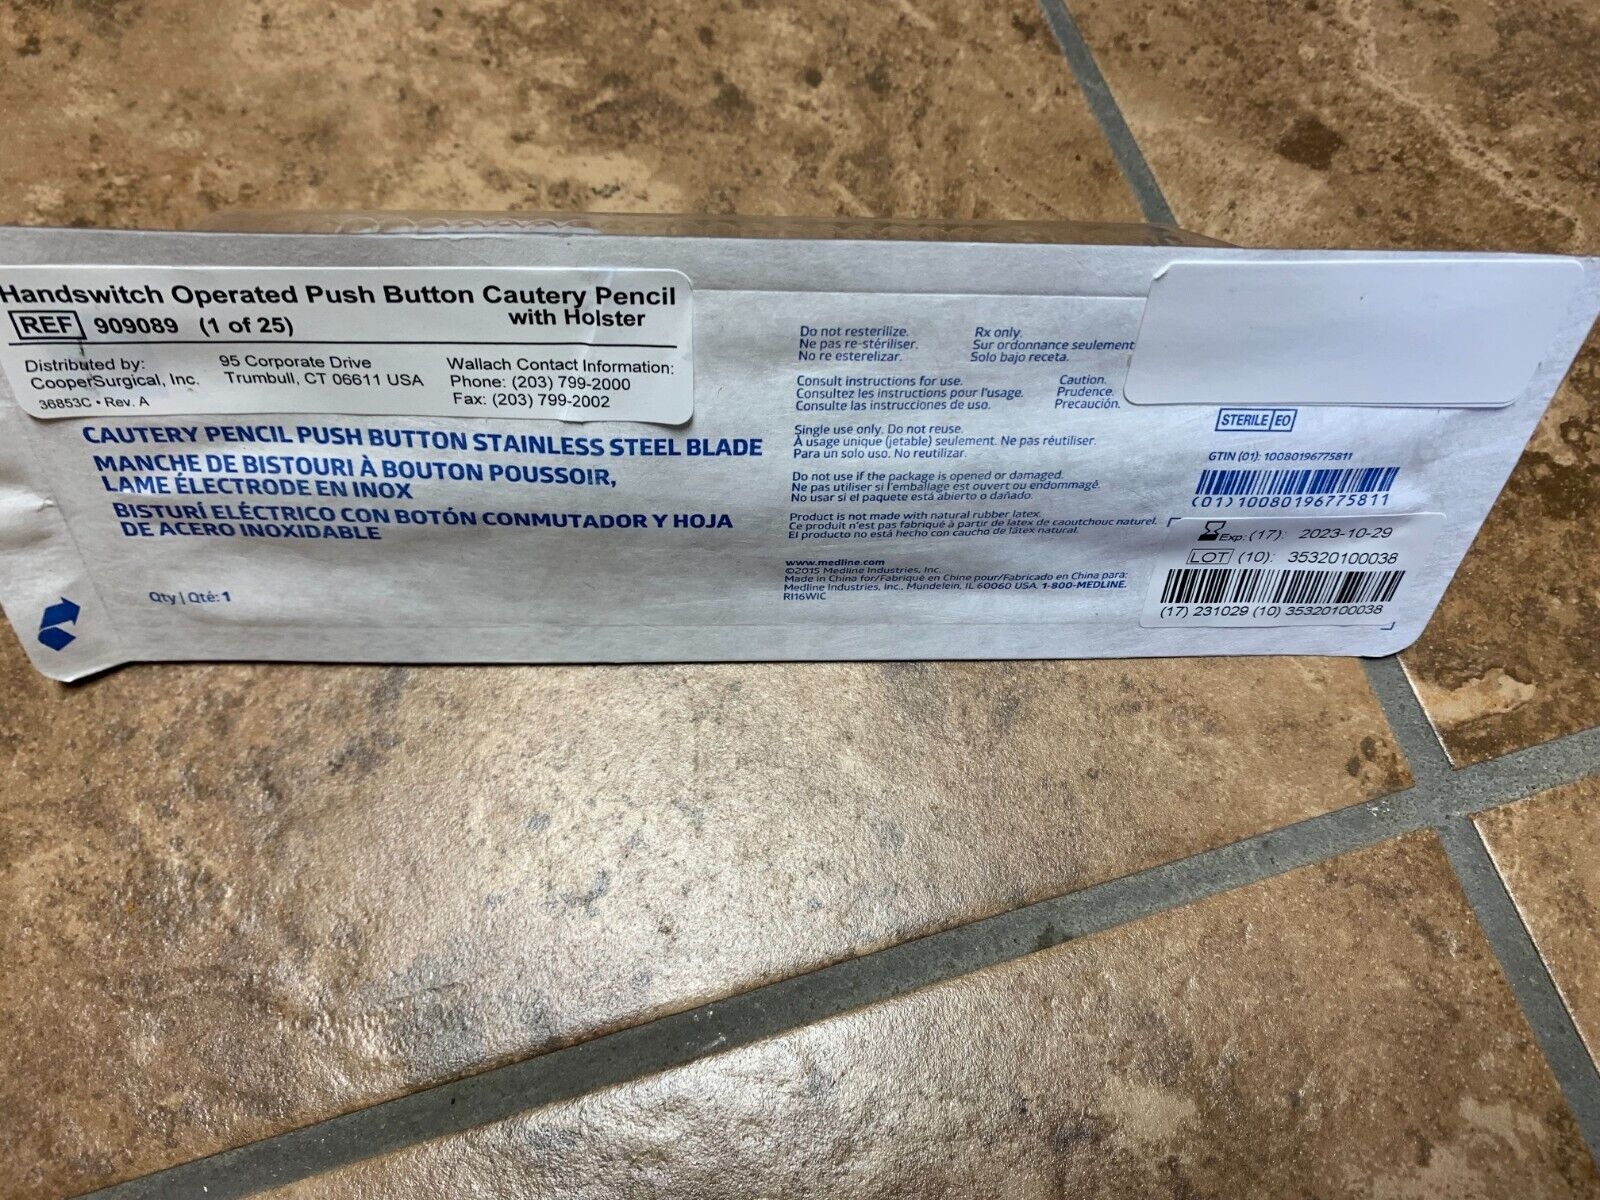 Handswitch Operated Push Button Cautery Pencil
with Holster
REF 909089 (1 of 25)
Distributed by:
CooperSurgical, Inc.
36853C • Rev. A
95 Corporate Drive
Trumbull, CT 06611 USA
Wallach Contact Information:
Phone: (203) 799-2000
Fax: (203) 799-2002
CAUTERY PENCIL PUSH BUTTON STAINLESS STEEL BLADE
MANCHE DE BISTOURI À BOUTON POUSSOIR,
LAME ÉLECTRODE EN INOX
BISTURÍ ELÉCTRICO CON BOTÓN CONMUTADOR Y HOJA
DE ACERO INOXIDABLE
Qty | Qté: 1
Do not resterilize.
Ne pas re-stériliser.
No re esterelizar.
Rx only.
Sur ordonnance seulement
Solo bajo receta.
Consult instructions for use.
Consultez les instructions pour l'usage.
Consulte las instrucciones de uso.
Caution.
Prudence.
Precaución.
Single use only. Do not reuse.
À usage unique (jetable) seulement. Ne pas réutiliser.
Para un solo uso. No reutilizar.
Do not use if the package is opened or damaged.
Ne pas utiliser si l'emballage est ouvert ou endommagé.
No usar si el paquete está abierto o dañado.
Product is not made with natural rubber latex.
Ce produit n'est pas fabriqué à partir de latex de caoutchouc naturel.
El producto no está hecho con caucho de látex natural.
www.medline.com
©2015 Medline Industries, Inc.
Made in China for/Fabriqué en Chine pour/Fabricado en China para:
Medline Industries, Inc., Mundelein, IL 60060 USA. 1-800-MEDLINE.
RI16WIC
STERILE EO
GTIN (01): 10080196775811
(01)10080196775811
Exp: (17): 2023-10-29
LOT (10): 35320100038
(17) 231029 (10) 35320100038